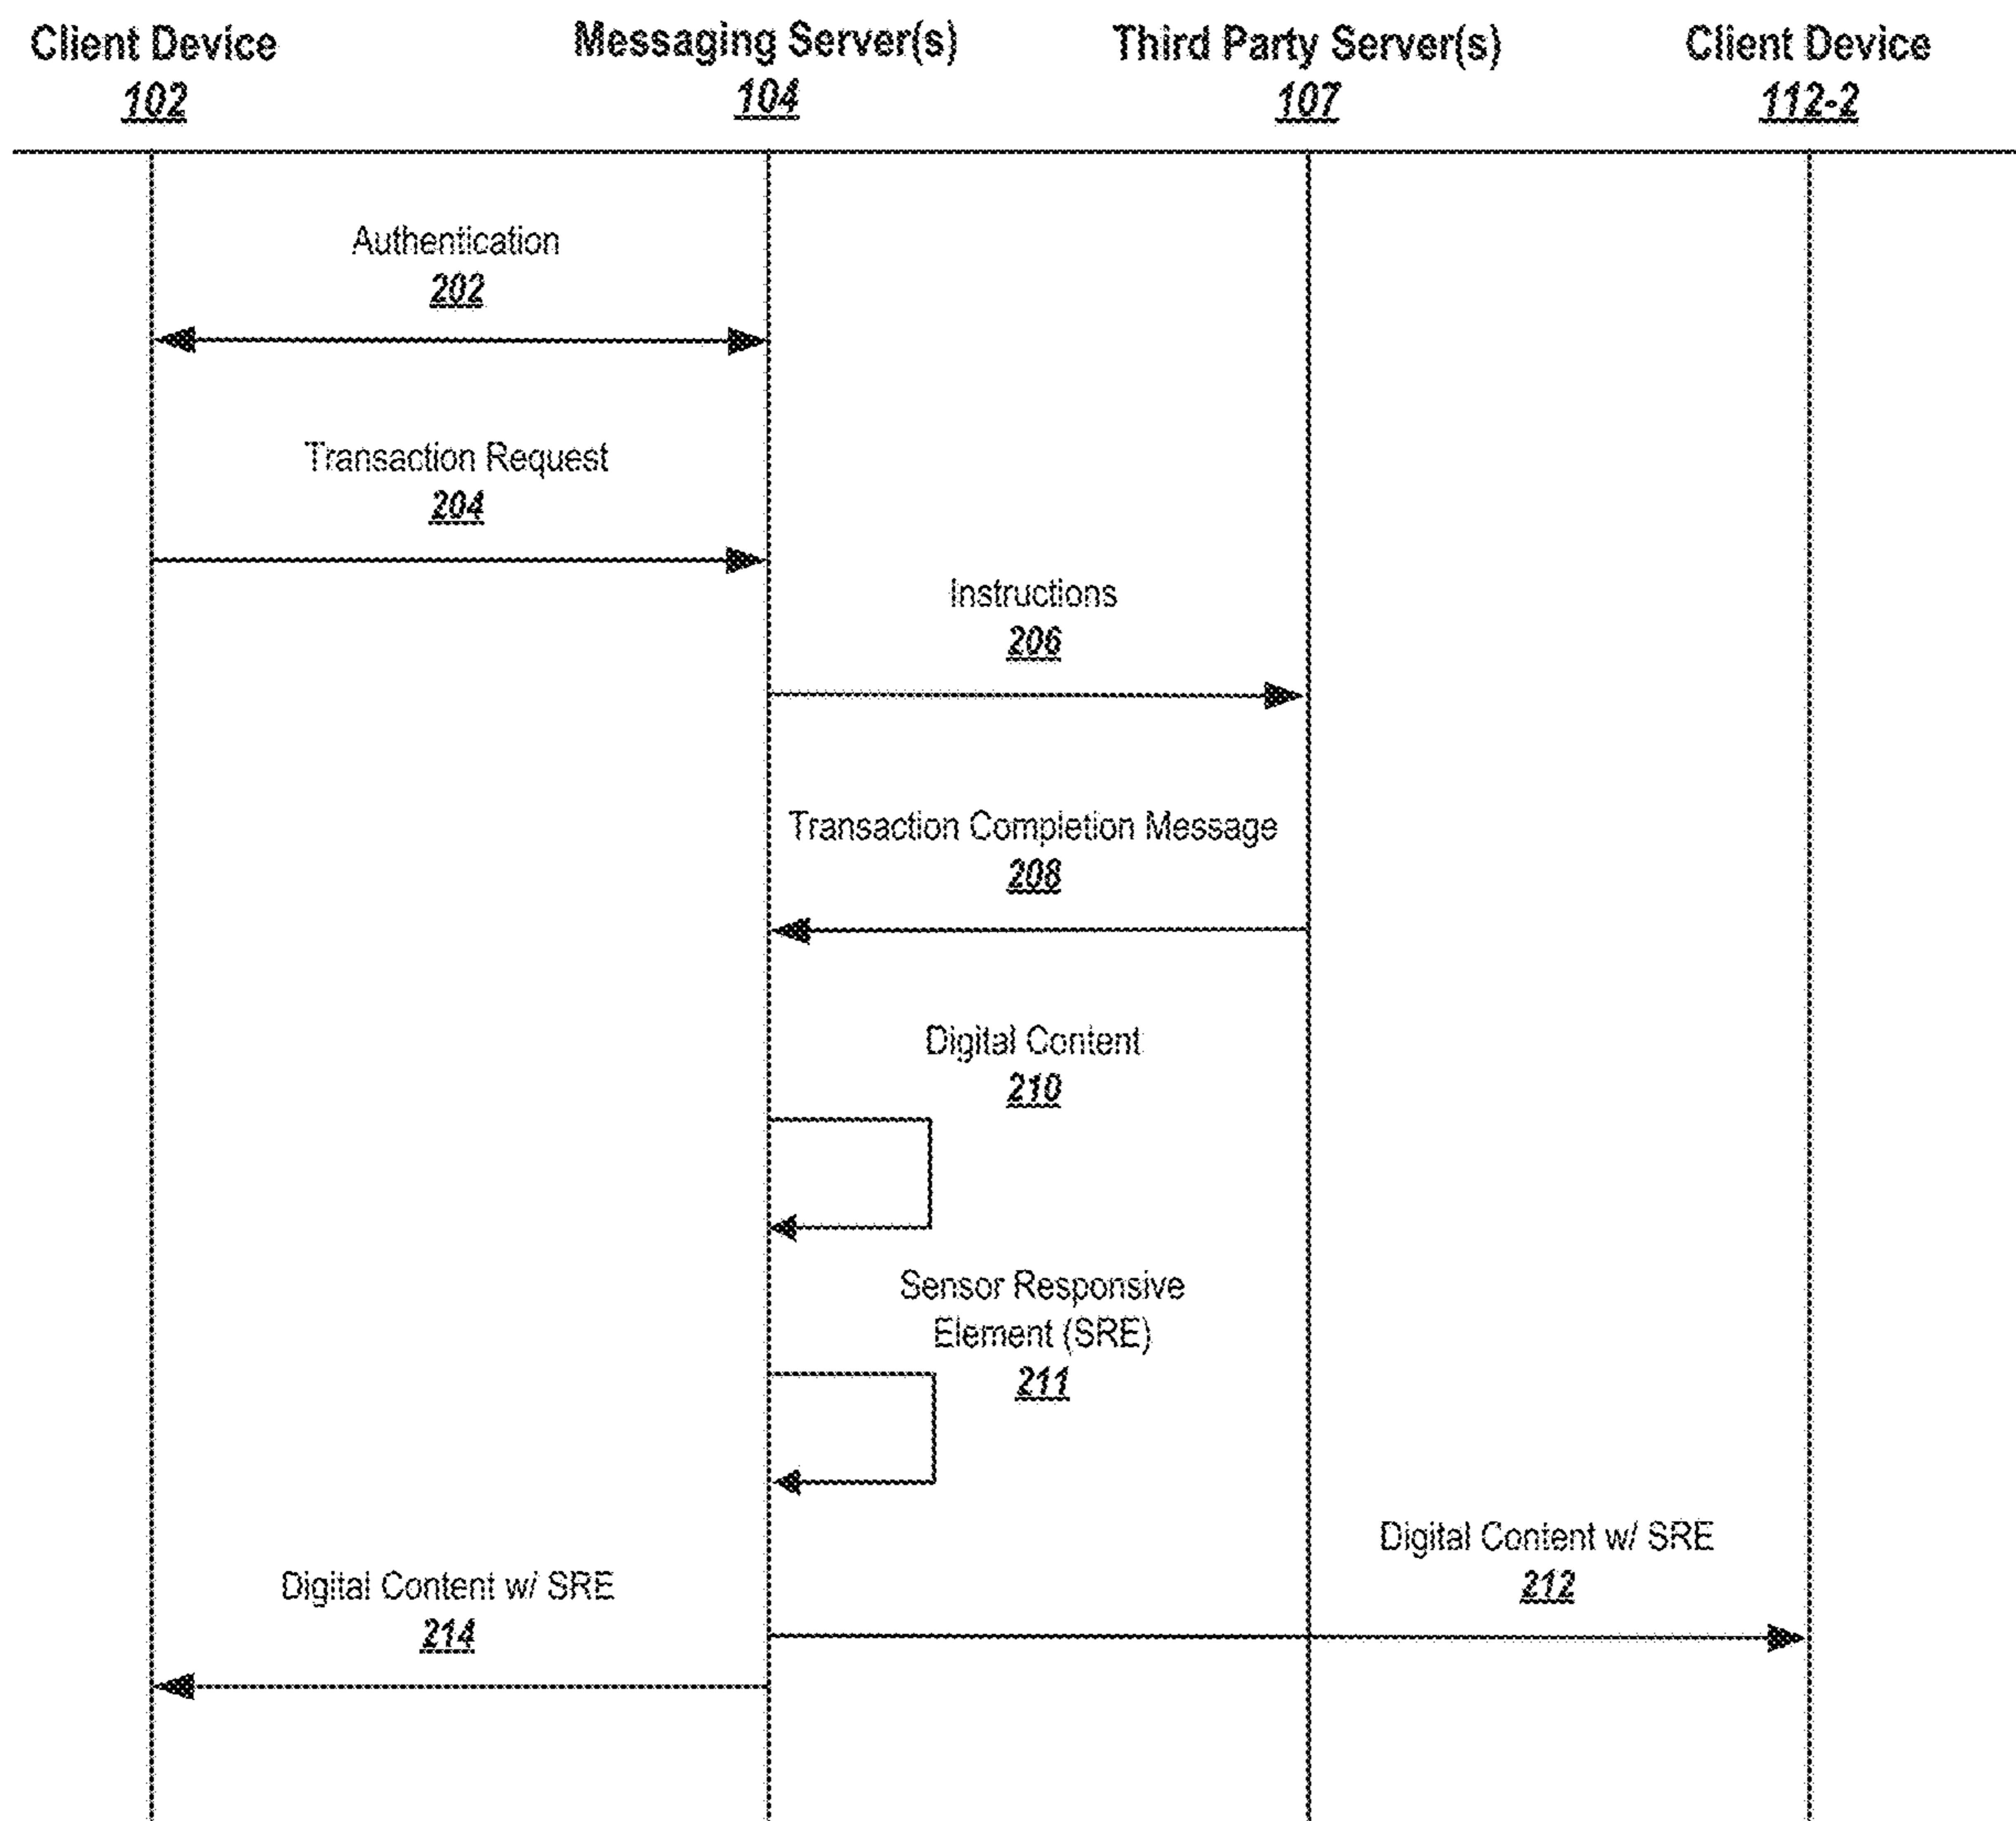 Client Device
102
Messaging Server(s)
104
Third Party Server(s)
107
Client Device
112-2
Authentication
202
Transaction Request
204
Instructions
206
Transaction Completion Message
208
Digital Content
210
Sensor Responsive
Element (SRE)
211
Digital Content w/ SRE
212
Digital Content w/ SRE
214